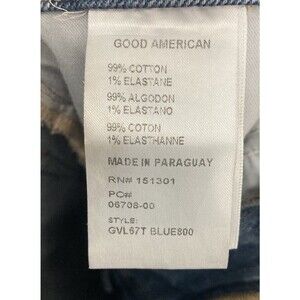 GOOD AMERICAN
99% COTTON
1% ELASTANE
99% ALGODON
1% ELASTANO
99% COTON
1% ELASTHANNE
MADE IN PARAGUAY
RN# 151301
PO#
06708-00
STYLE:
GVL67T BLUE800